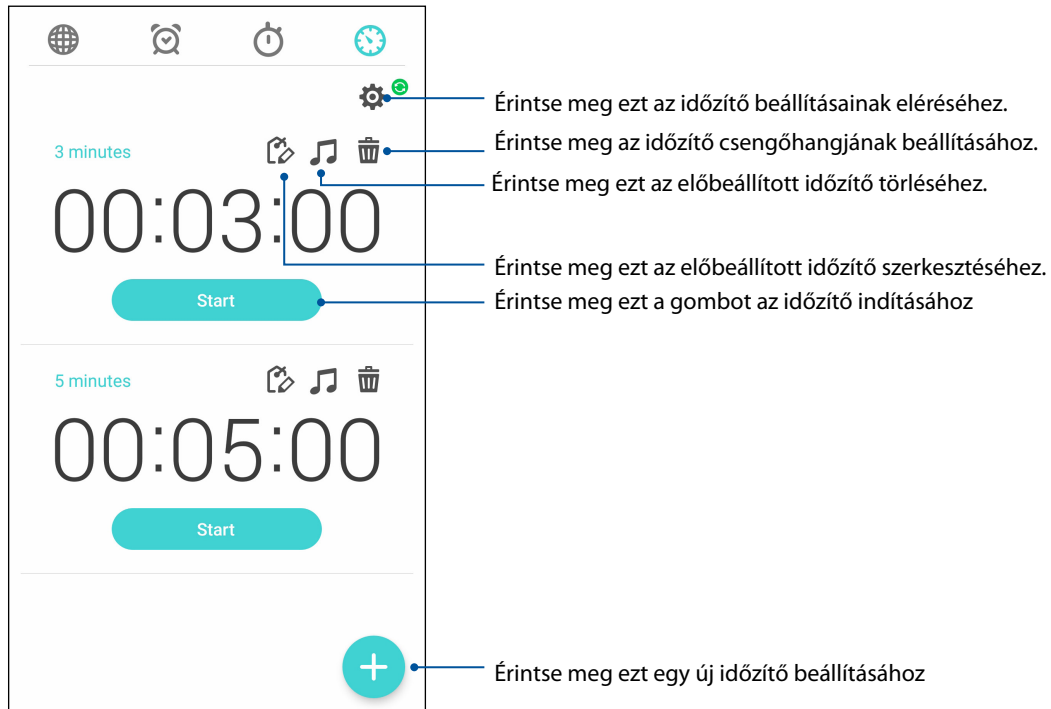 Érintse meg ezt az időzítő beállításainak eléréséhez.
3 minutes
Érintse meg az időzítő csengőhangjának beállításához.
Érintse meg ezt az előbeállított időzítő törléséhez.
00:03:00
Érintse meg ezt az előbeállított időzítő szerkesztéséhez.
Start
Érintse meg ezt a gombot az időzítő indításához
5 minutes
00:05:00
Start
Érintse meg ezt egy új időzítő beállításához